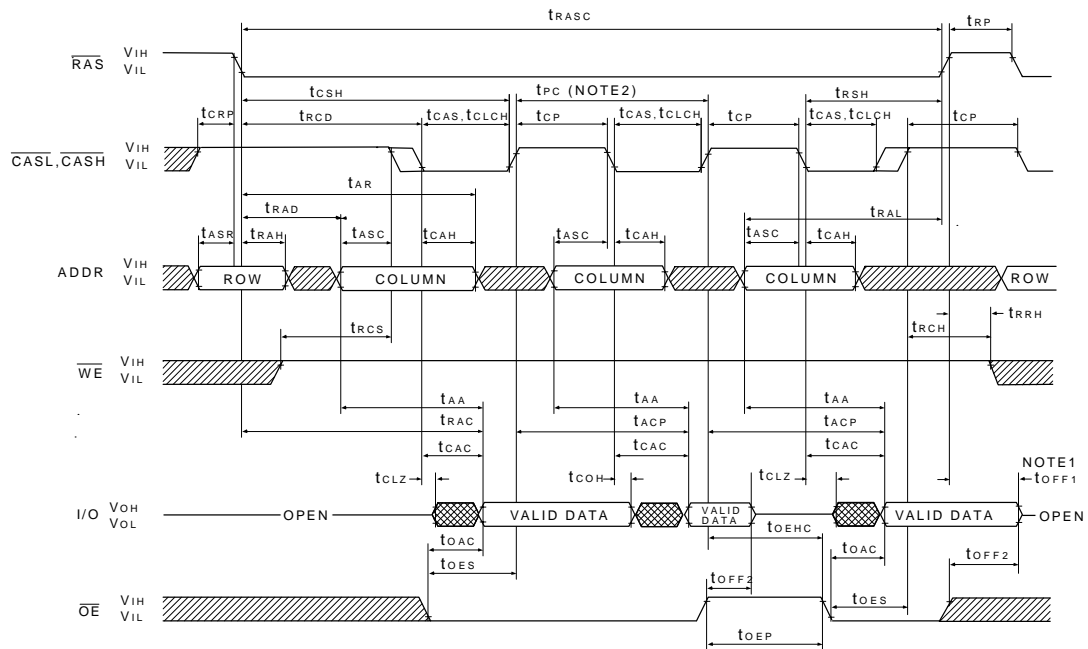 tRASC
tRP
RAS VIH
VIL
tCSH
tPC (NOTE2)
tRSH
tCRP
tRCD
tCAS,tCLCH
tCP
tCAS,tCLCH
tCP
tCAS,tCLCH
tCP
CASL,CASH VIH
VIL
tAR
tRAD
tRAL
tASR
tRAH
tASC
tCAH
tASC
tCAH
tASC
tCAH
ADDR VIH
VIL
ROW
COLUMN
COLUMN
COLUMN
ROW
tRCS
tRCH
tRRH
WE VIH
VIL
tAA
tAA
tAA
tRAC
tACP
tACP
tCAC
tCAC
tCAC
NOTE1
tCLZ
tCOH
tCLZ
tOFF1
I/O VOH
VOL
OPEN
VALID DATA
VALID
DATA
VALID DATA
OPEN
tOEHC
tOAC
tOAC
tOES
tOFF2
tOFF2
tOES
OE VIH
VIL
tOEP